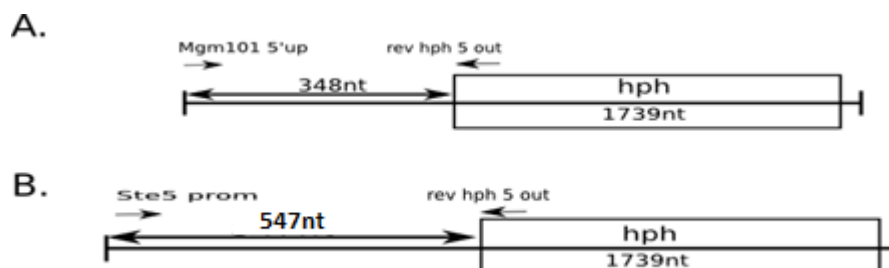 A.
Mgm101 5'up
rev hph 5 out
348nt
hph
1739nt
B.
Ste5 prom
rev hph 5 out
547nt
hph
1739nt